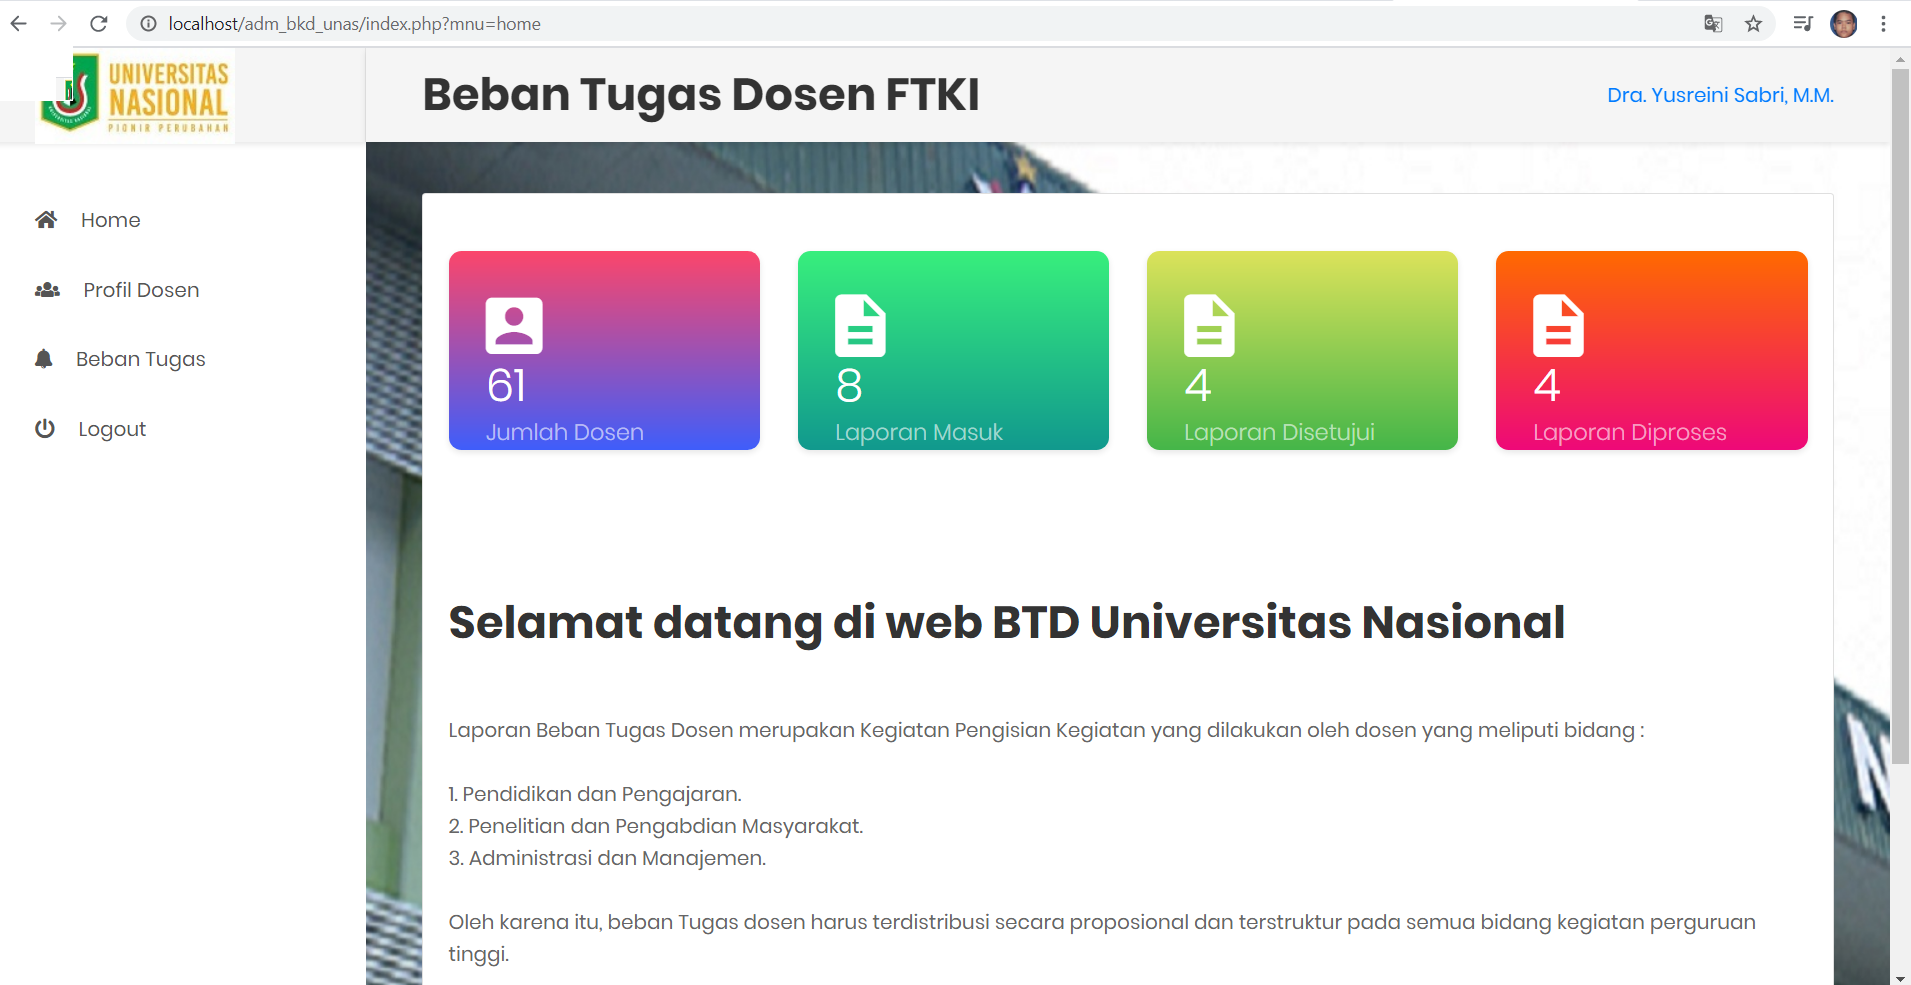 localhost/adm_bkd_unas/index.php?mnu=home
UNIVERSITAS
NASIONAL
PIONIR PERUBAHAN
Beban Tugas Dosen FTKI
Dra. Yusreini Sabri, M.M.
Home
Profil Dosen
Beban Tugas
Logout
61
Jumlah Dosen
8
Laporan Masuk
4
Laporan Disetujui
4
Laporan Diproses
Selamat datang di web BTD Universitas Nasional
Laporan Beban Tugas Dosen merupakan Kegiatan Pengisian Kegiatan yang dilakukan oleh dosen yang meliputi bidang :
1. Pendidikan dan Pengajaran.
2. Penelitian dan Pengabdian Masyarakat.
3. Administrasi dan Manajemen.
Oleh karena itu, beban Tugas dosen harus terdistribusi secara proposional dan terstruktur pada semua bidang kegiatan perguruan
tinggi.